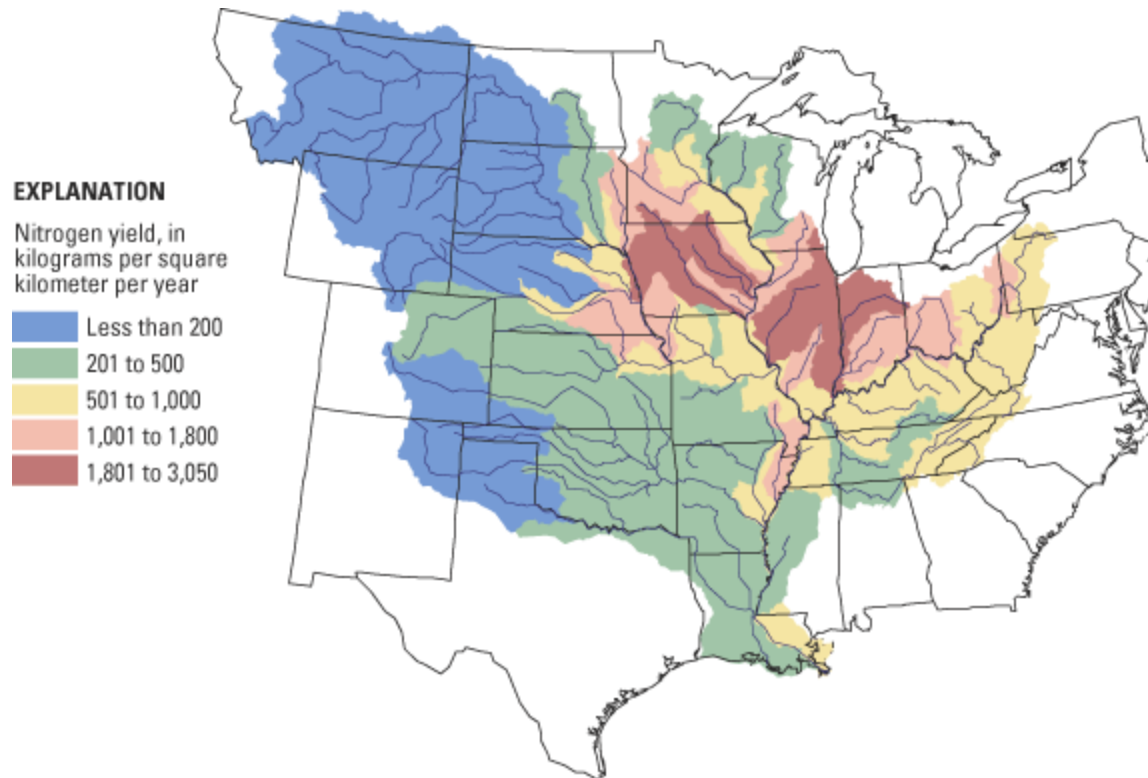 EXPLANATION
Nitrogen yield, in
kilograms per square
kilometer per year
Less than 200
201 to 500
501 to 1,000
1,001 to 1,800
1,801 to 3,050